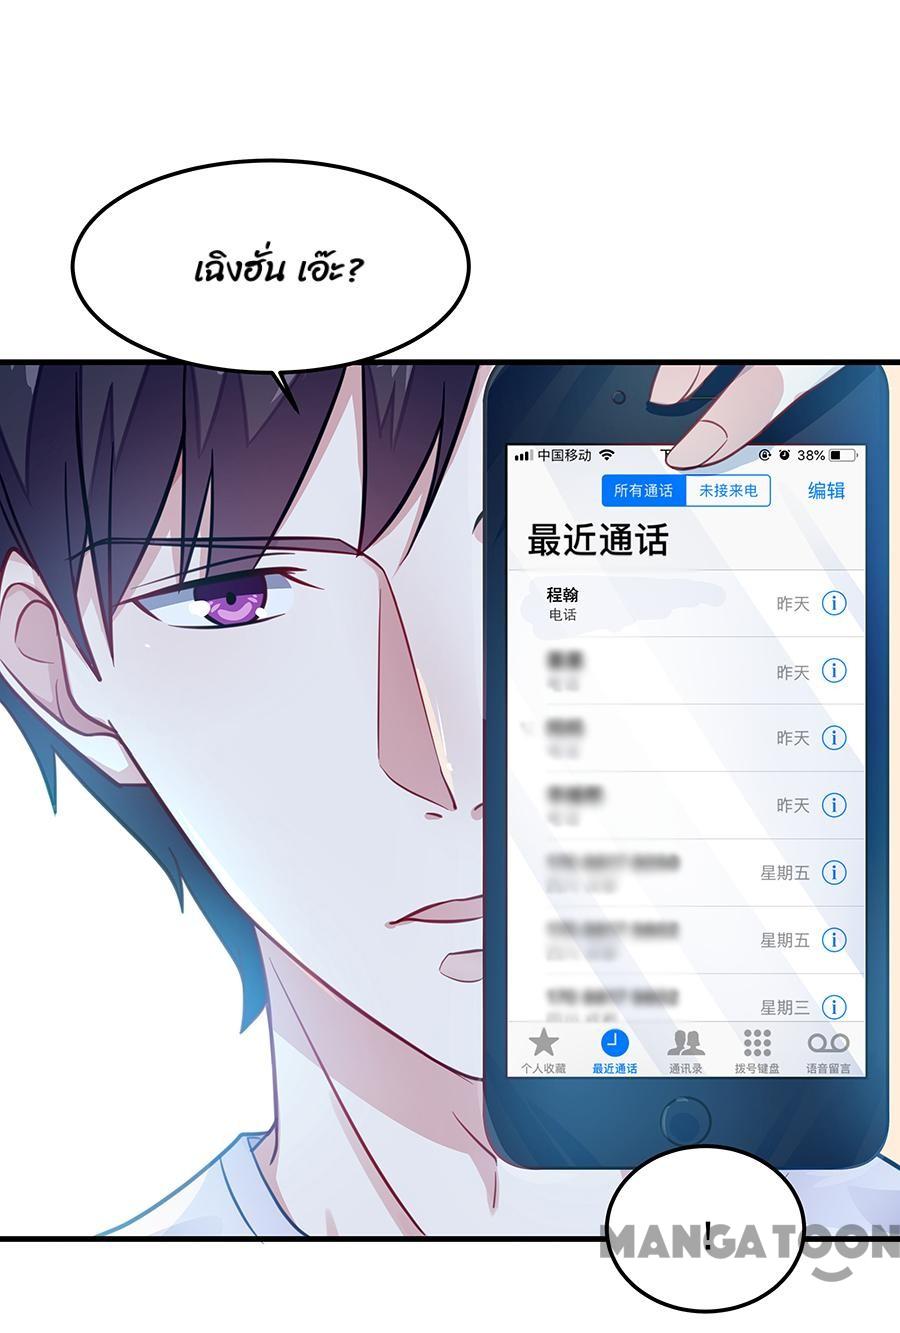 เฉิงฮั่น เอ๊ะ?
中国移动 38%
所有通话 未接来电 编辑
最近通话
程翰
电话
昨天
昨天
昨天
昨天
星期五
星期五
星期三
个人收藏 最近通话 通讯录 拨号键盘 语音留言
!
MANGATOON